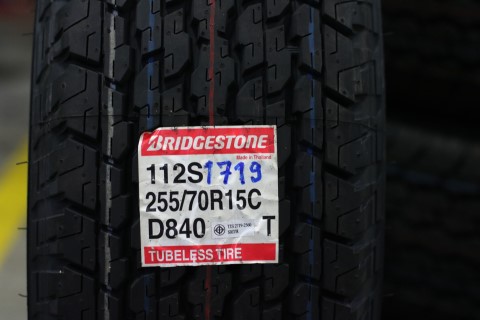 BRIDGESTONE
Made in Thailand
112S1719
255/70R15C
D840 T
TUBELESS TIRE